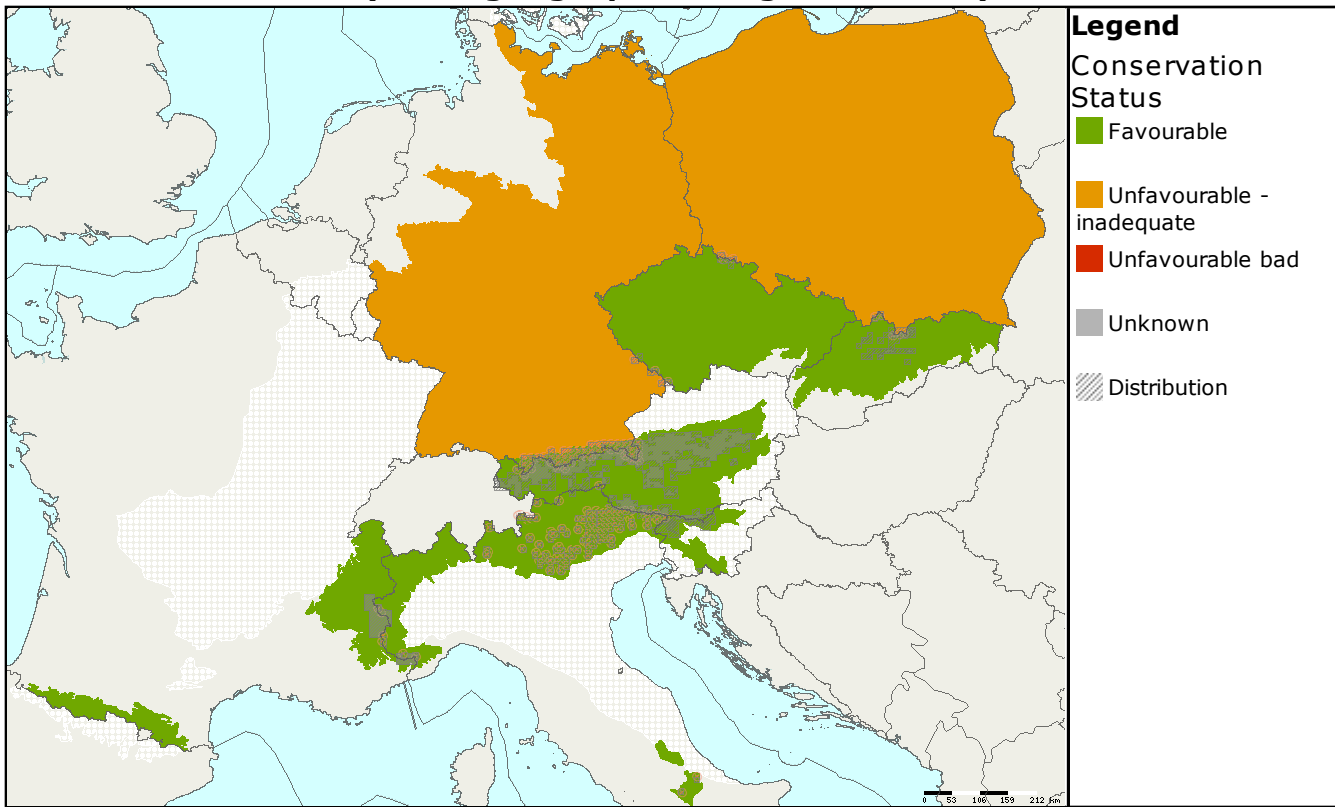 Legend
Conservation
Status
Favourable
Unfavourable -
inadequate
Unfavourable bad
Unknown
Distribution
0 53 106 159 212 km